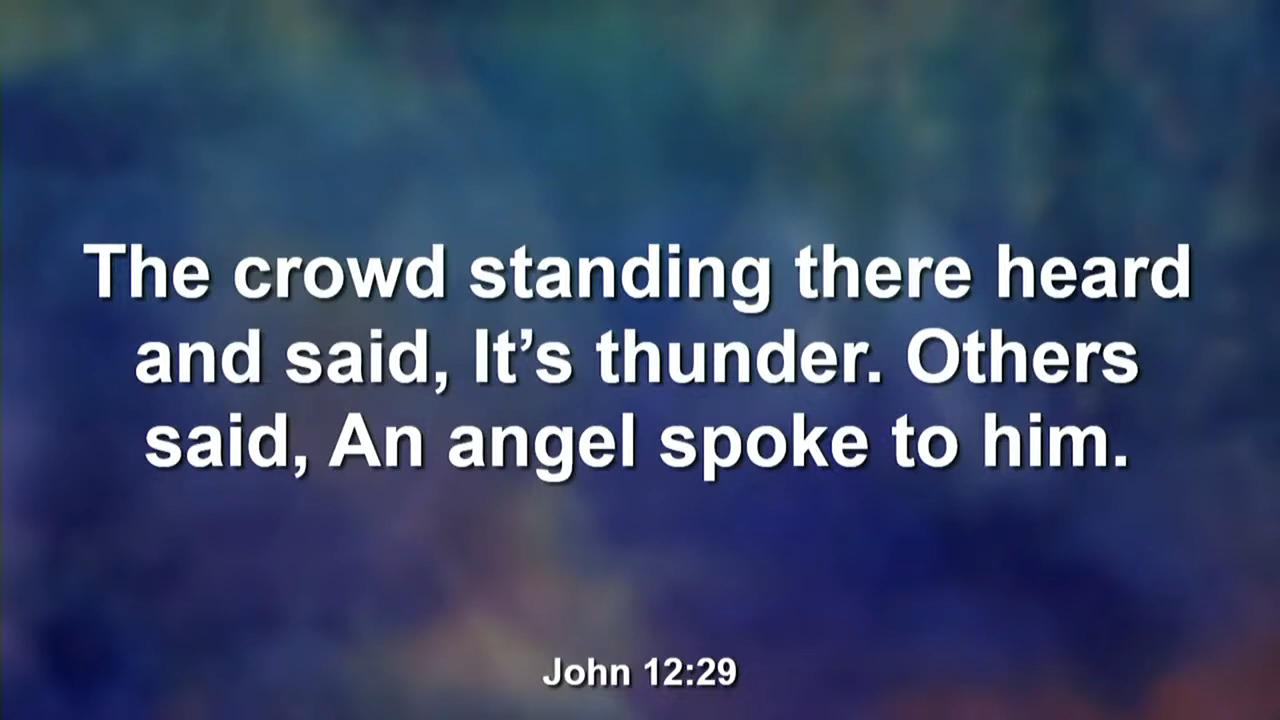 The crowd standing there heard
and said, It’s thunder. Others
said, An angel spoke to him.
John 12:29